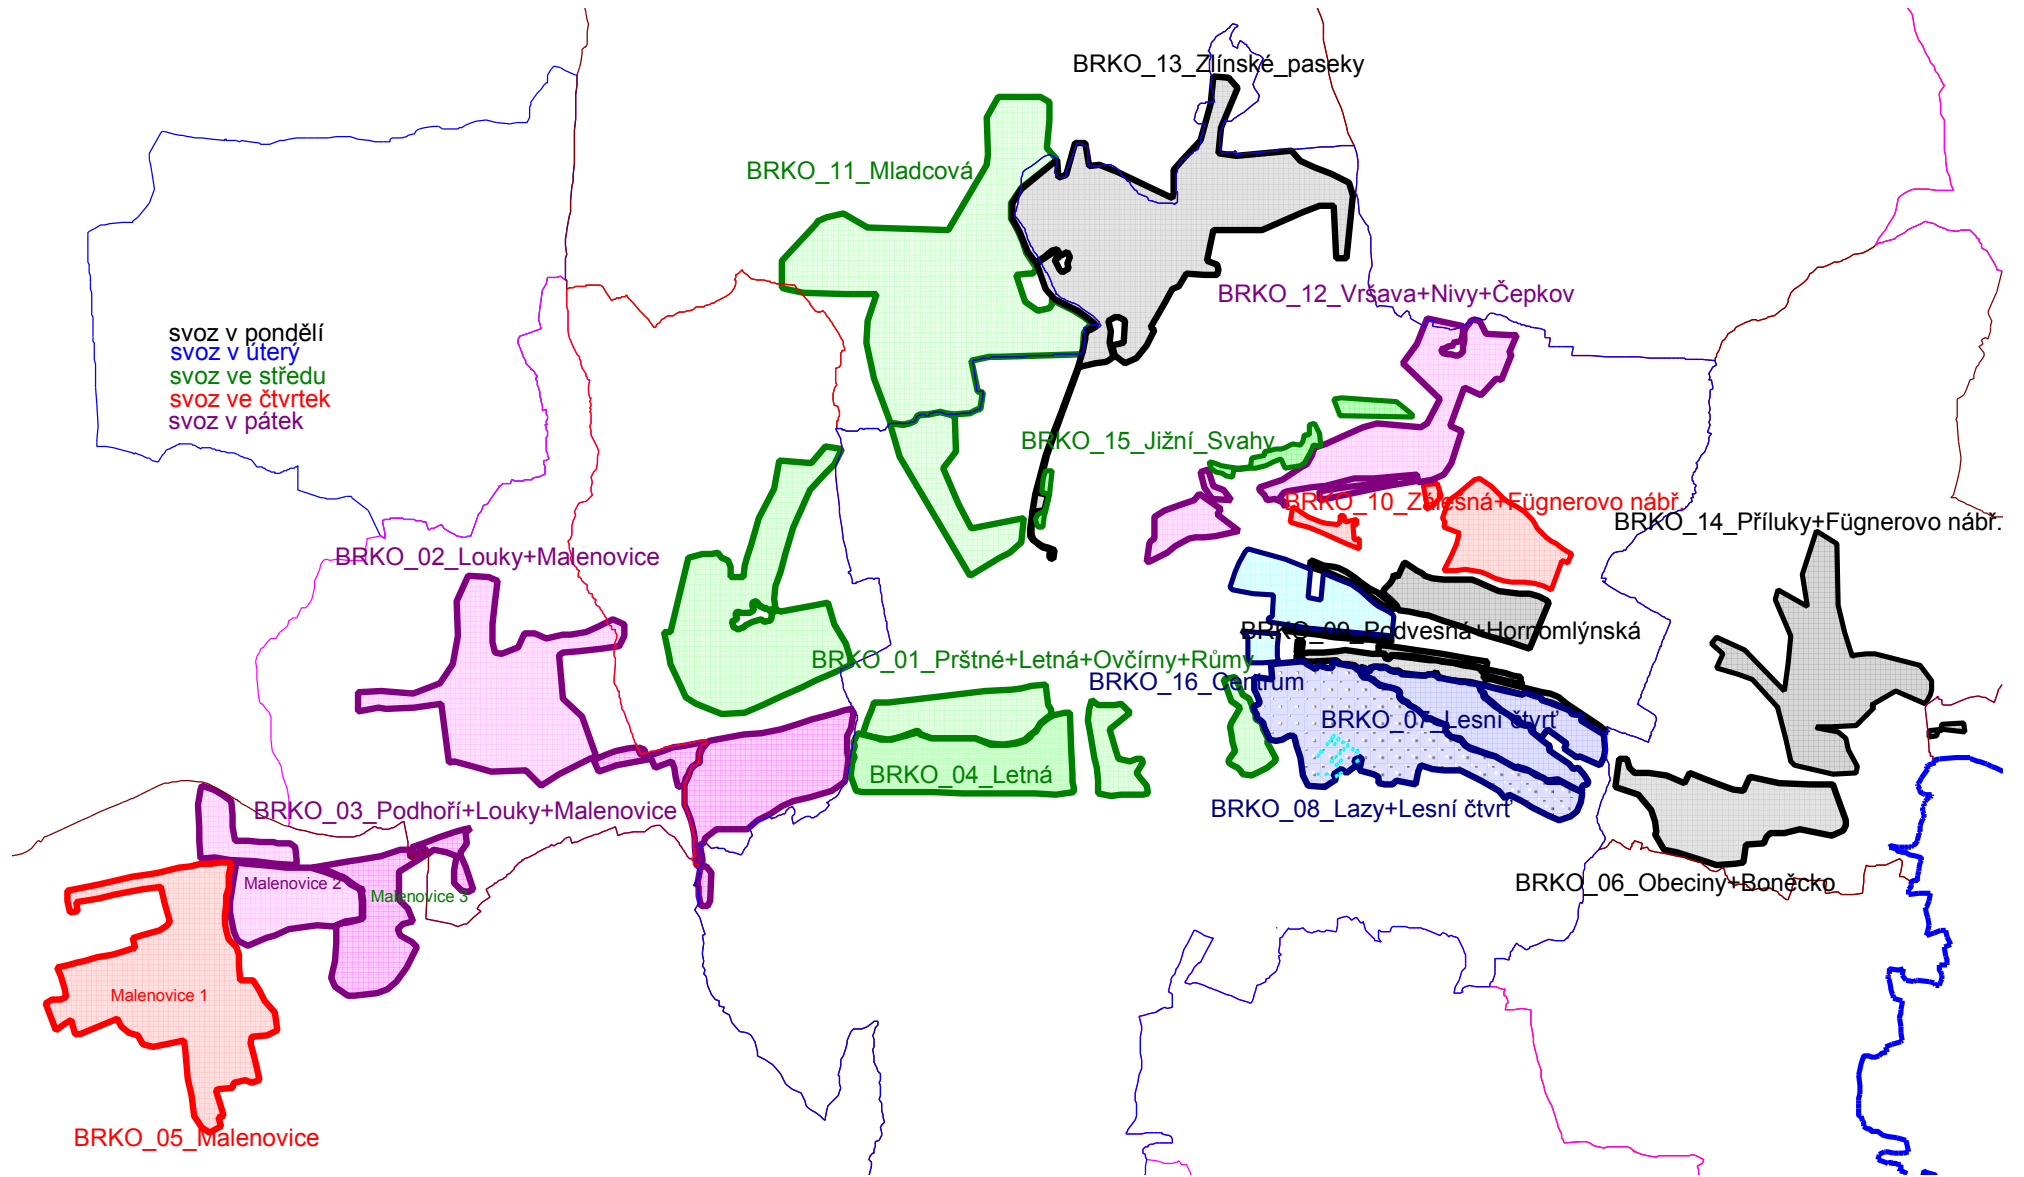 BRKO_13_Zlínské_paseky
BRKO_11_Mladcová
BRKO_12_Vršava+Nivy+Čepkov
svoz v pondělí
svoz v úterý
svoz ve středu
svoz ve čtvrtek
svoz v pátek
BRKO_15_Jižní_Svahy
BRKO_10_Zálesná+Fügnerovo nábř.
BRKO_14_Příluky+Fügnerovo nábř.
BRKO_02_Louky+Malenovice
BRKO_09_Podvesná+Hornomlýnská
BRKO_01_Prštné+Letná+Ovčírny+Růmy
BRKO_16_Centrum
BRKO_07_Lesní čtvrť
BRKO_04_Letná
BRKO_03_Podhoří+Louky+Malenovice
BRKO_08_Lazy+Lesní čtvrť
Malenovice 2
Malenovice 3
BRKO_06_Obeciny+Boněcko
Malenovice 1
BRKO_05_Malenovice